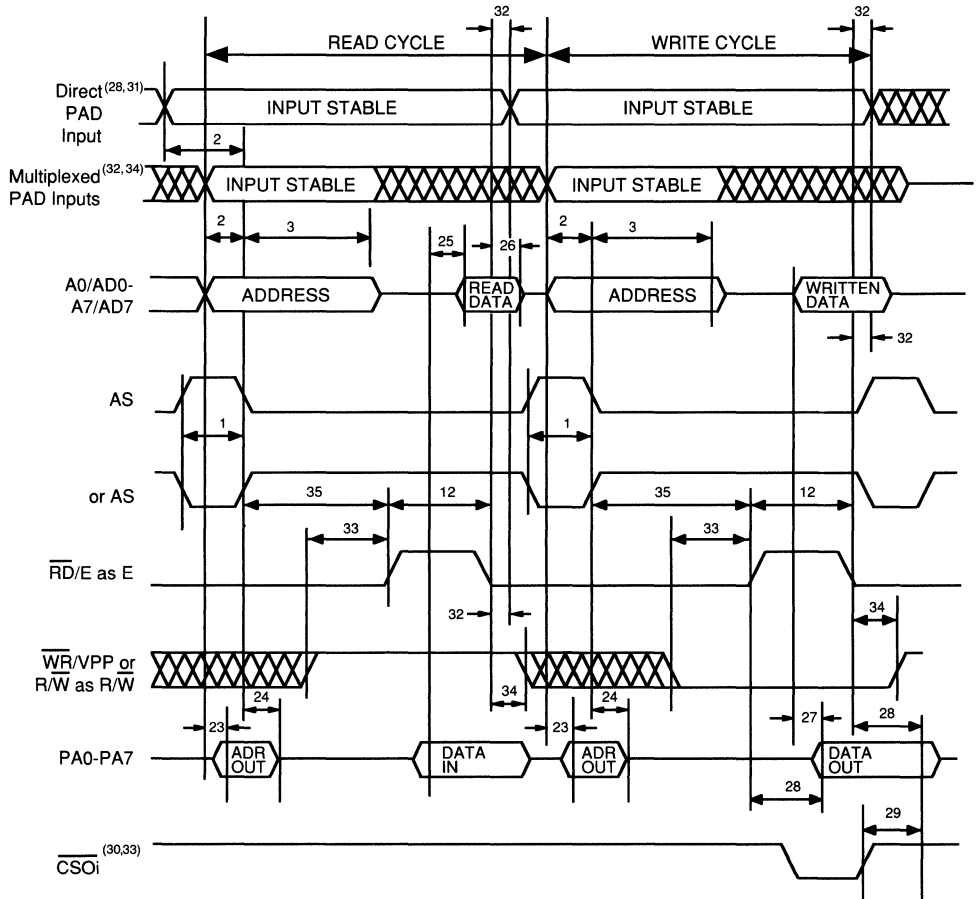 32
32
READ CYCLE
WRITE CYCLE
Direct (28, 31)
PAD
Input
INPUT STABLE
INPUT STABLE
2
Multiplexed (32, 34)
PAD Inputs
INPUT STABLE
INPUT STABLE
2
3
25
26
2
3
A0/AD0-
A7/AD7
ADDRESS
READ
DATA
ADDRESS
WRITTEN
DATA
32
AS
1
1
or AS
35
12
35
12
33
33
RD/E as E
32
34
WR/VPP or
R/W as R/W
24
34
24
23
23
27
28
PA0-PA7
ADR
OUT
DATA
IN
ADR
OUT
DATA
OUT
28
29
CSOi (30,33)